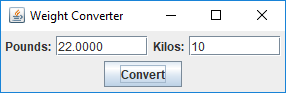 Weight Converter
Pounds: 22.0000 Kilos: 10
Convert